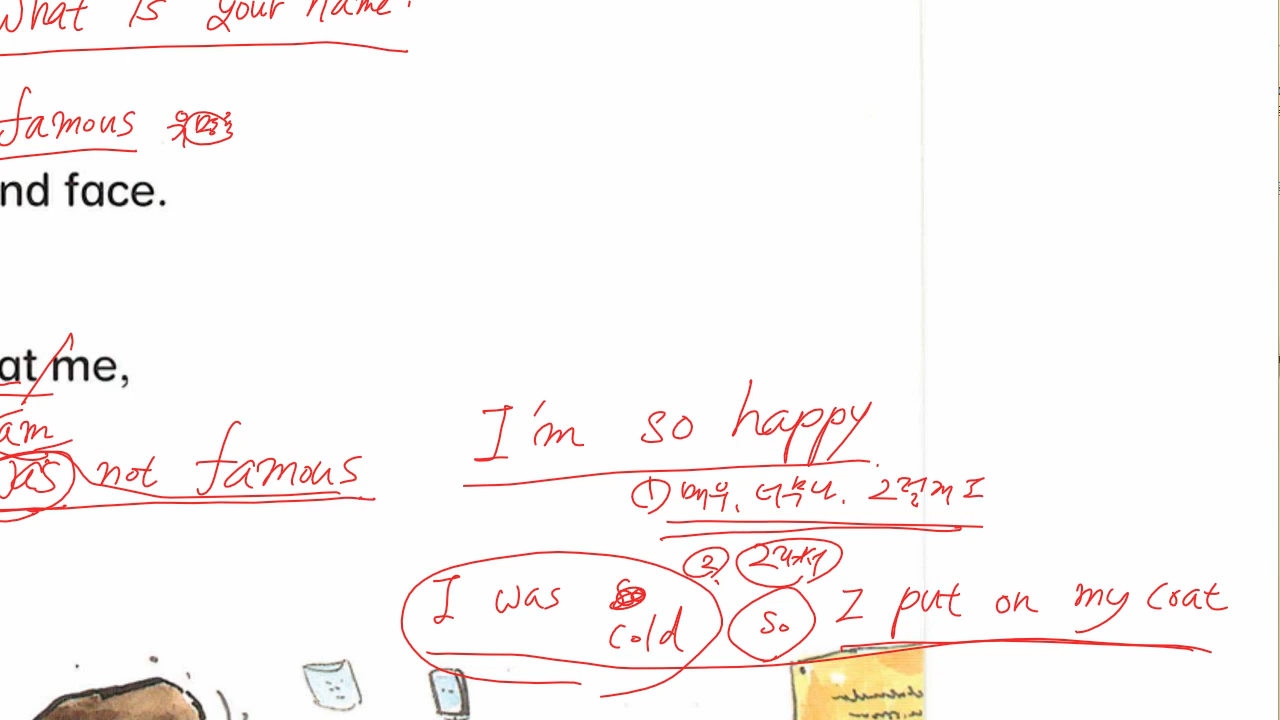 What is your name?
famous 유명한
nd face.
at me,
am
was not famous
I'm so happy
① 매우, 너무나, 그렇게도
② 그래서
I was cold so I put on my coat